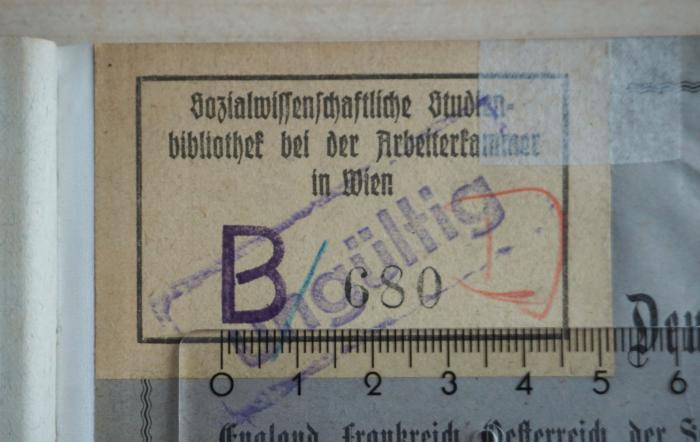 Sozialwissenschaftliche Studien-
bibliothek bei der Arbeiterkammer
in Wien
Ungültig
B 680 D
Deu
0 1 2 3 4 5 6
England Frankreich Oesterreich der S